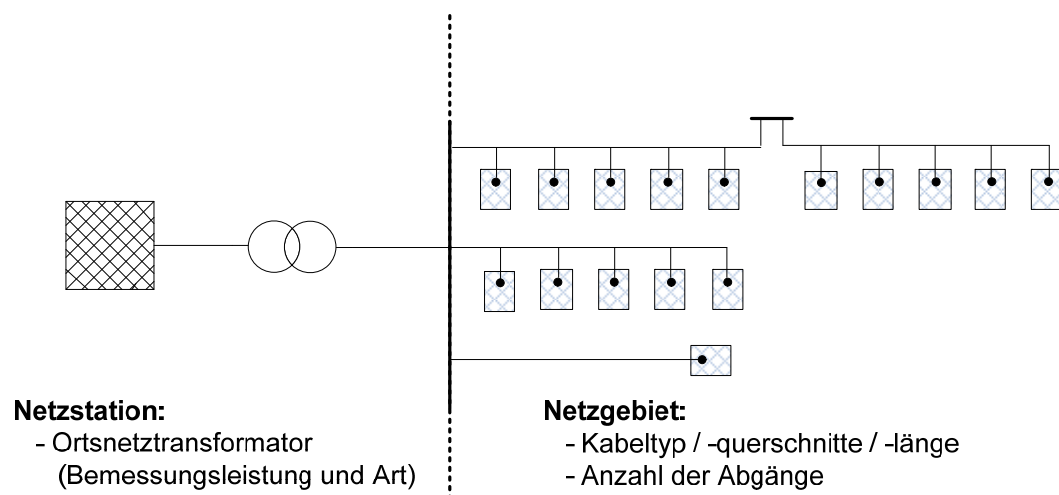 Netzstation:
- Ortsnetztransformator
(Bemessungsleistung und Art)
Netzgebiet:
- Kabeltyp / -querschnitte / -länge
- Anzahl der Abgänge